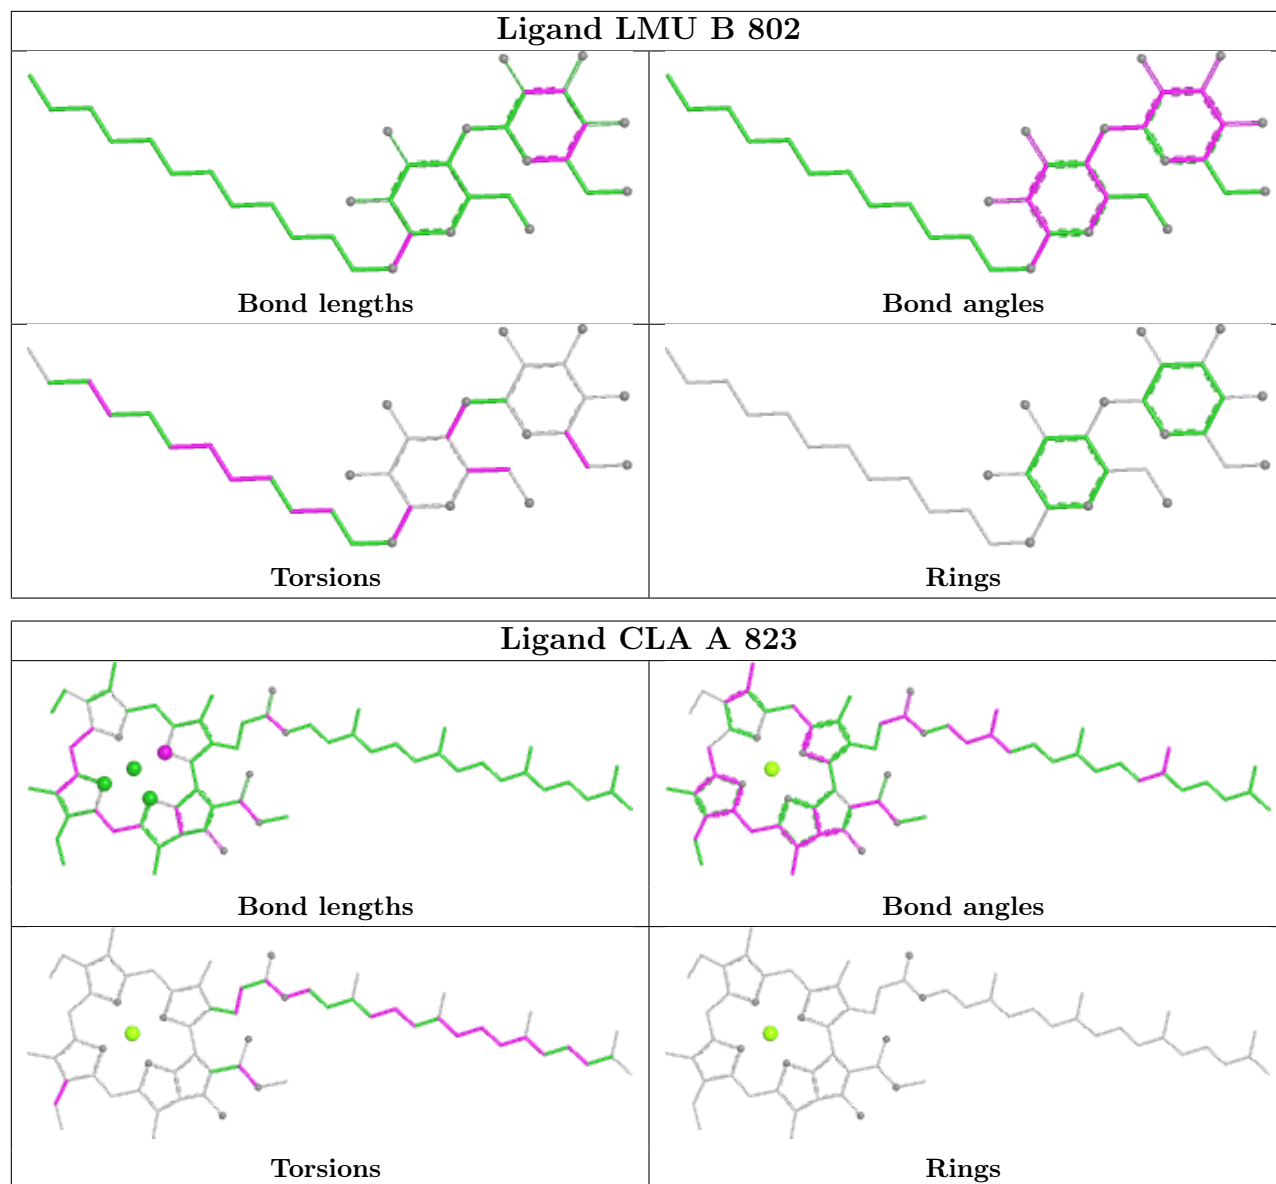 Ligand LMU B 802
Bond lengths
Bond angles
Torsions
Rings
Ligand CLA A 823
Bond lengths
Bond angles
Torsions
Rings